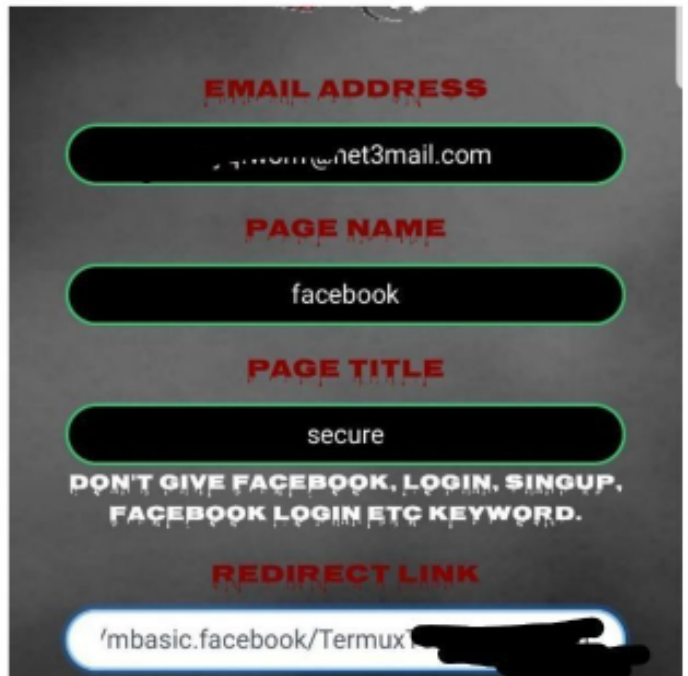 EMAIL ADDRESS
@net3mail.com
PAGE NAME
facebook
PAGE TITLE
secure
DON'T GIVE FACEBOOK, LOGIN, SINGUP,
FACEBOOK LOGIN ETC KEYWORD.
REDIRECT LINK
/mbasic.facebook/Termux